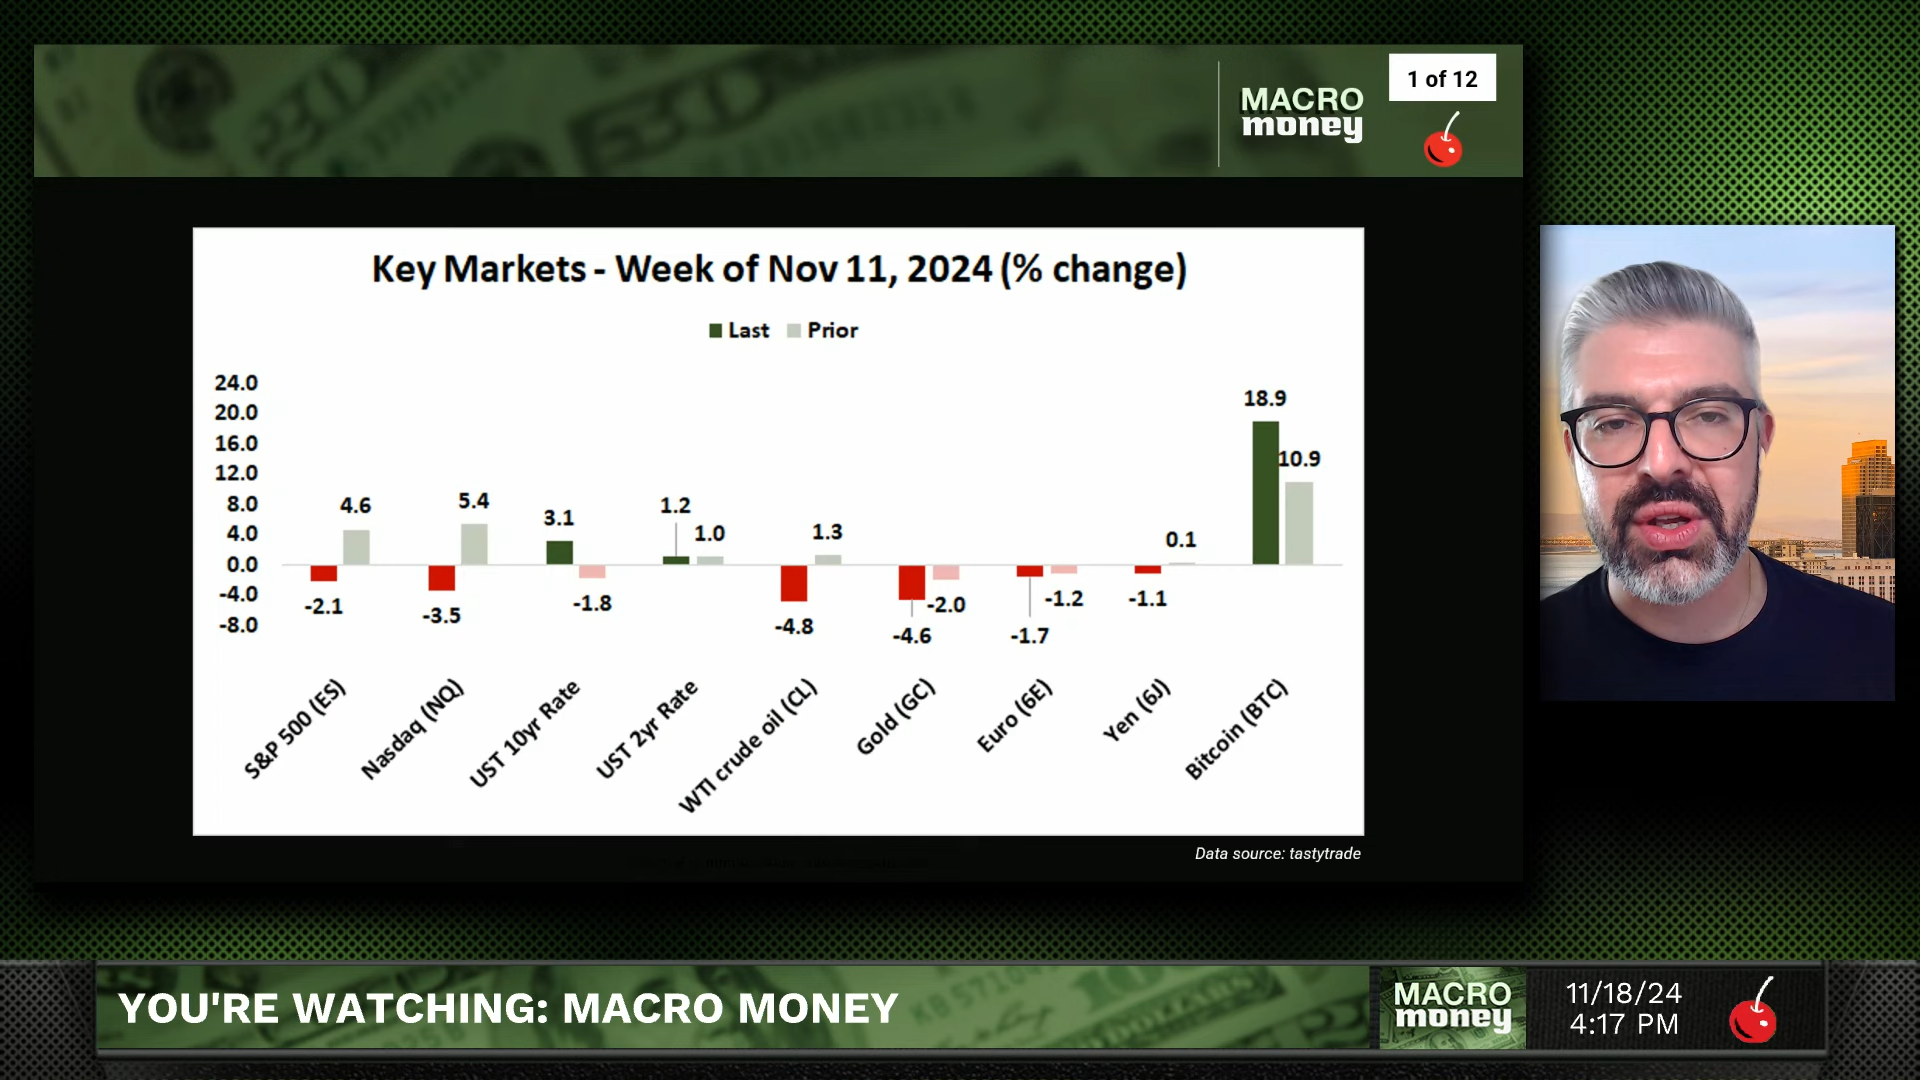 MACRO
money
1 of 12
Key Markets - Week of Nov 11, 2024 (% change)
Last Prior
24.0
20.0
16.0
12.0
8.0
4.0
0.0
-4.0
-8.0
-2.1
4.6
-3.5
5.4
3.1
-1.8
1.2
1.0
-4.8
1.3
-4.6
-2.0
-1.7
-1.2
-1.1
0.1
18.9
10.9
S&P 500 (ES)
Nasdaq (NQ)
UST 10yr Rate
UST 2yr Rate
WTI crude oil (CL)
Gold (GC)
Euro (6E)
Yen (6J)
Bitcoin (BTC)
Data source: tastytrade
YOU'RE WATCHING: MACRO MONEY
MACRO
money
11/18/24
4:17 PM